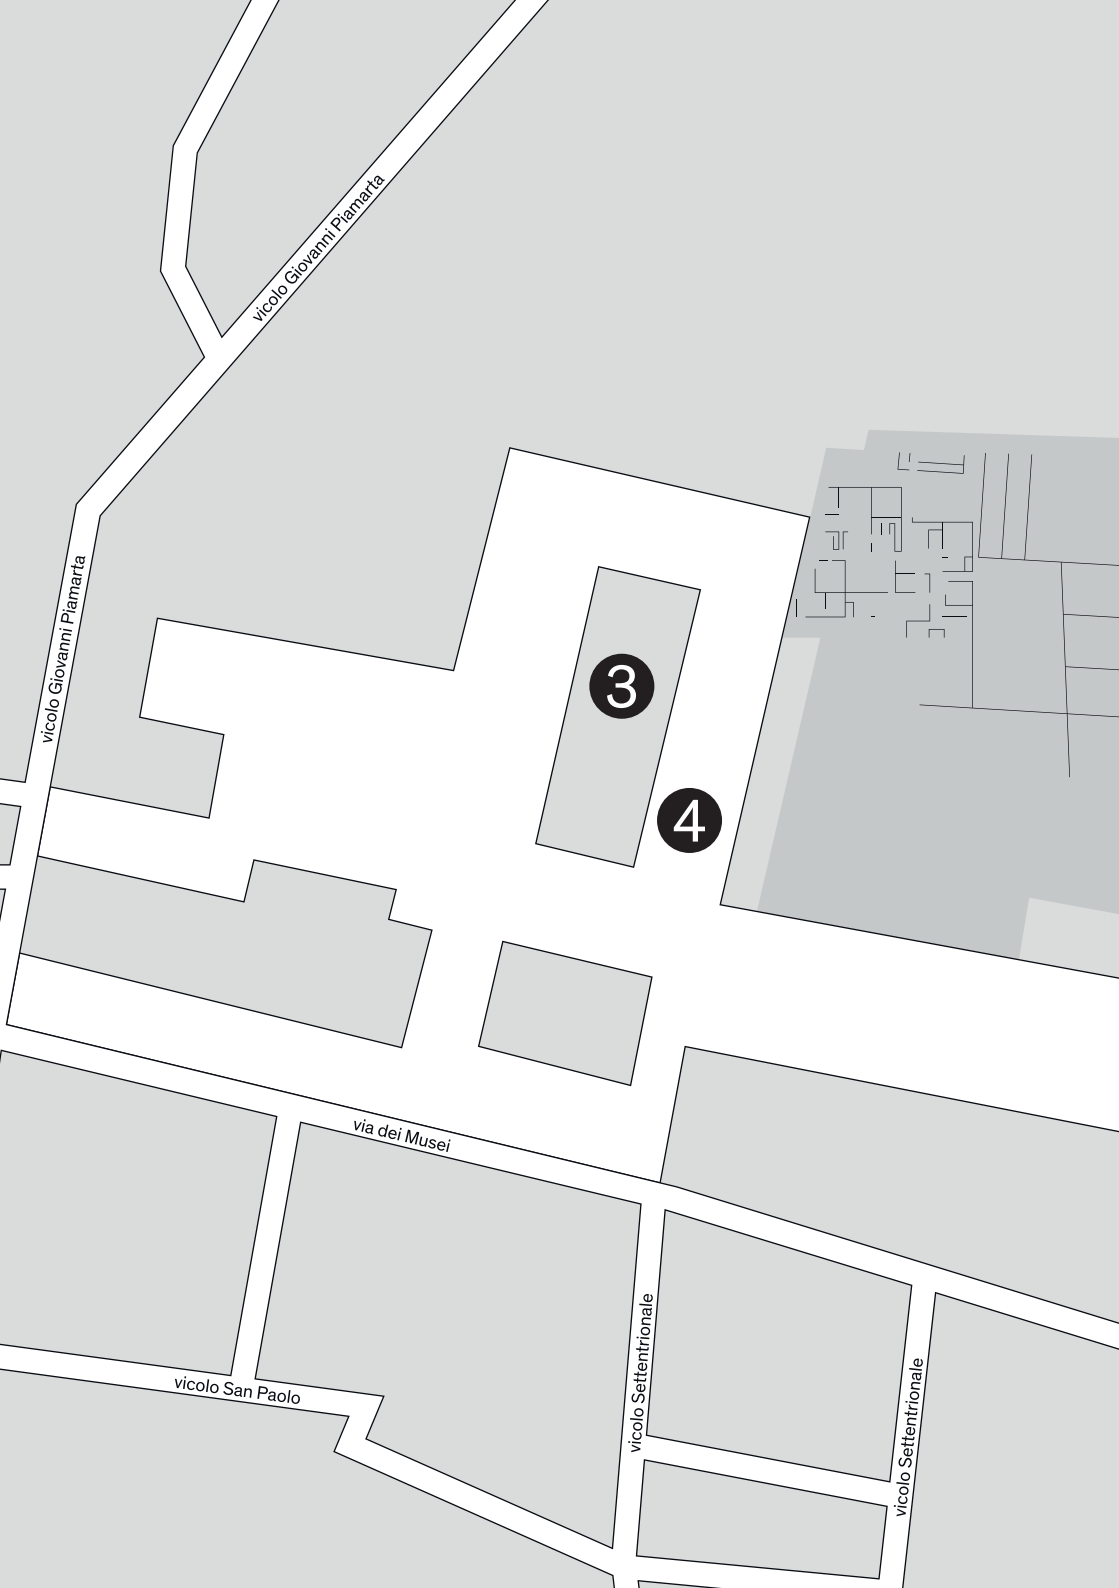 vicolo Giovanni Piamarta
vicolo Giovanni Piamarta
3
4
via dei Musei
vicolo Settentrionale
vicolo Settentrionale
vicolo San Paolo